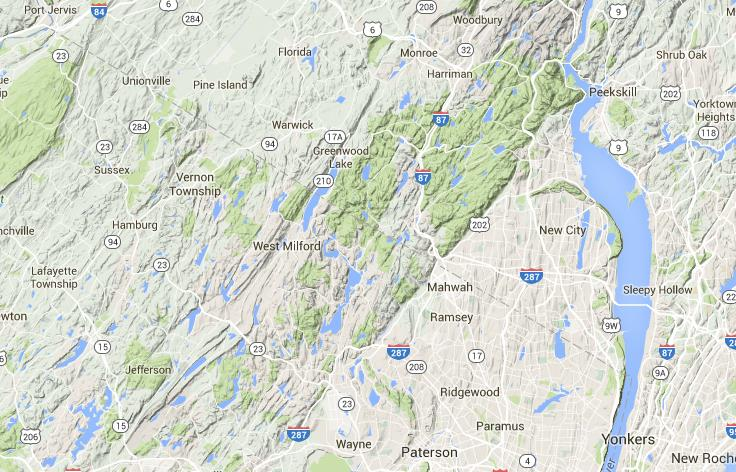 Port Jervis
84
6
284
208
Woodbury
9
23
Florida
6
Monroe
32
Shrub Oak
Unionville
Pine Island
Harriman
Peekskill
202
Yorktown
Heights
118
284
Warwick
17A
87
9
23
94
Greenwood
Lake
Sussex
Vernon
Township
210
87
Hamburg
202
New City
94
West Milford
23
287
Lafayette
Township
Mahwah
Sleepy Hollow
Ramsey
9W
15
23
287
208
17
87
9A
Jefferson
Ridgewood
23
15
287
Paramus
206
Wayne
Paterson
4
Yonkers
New Roch